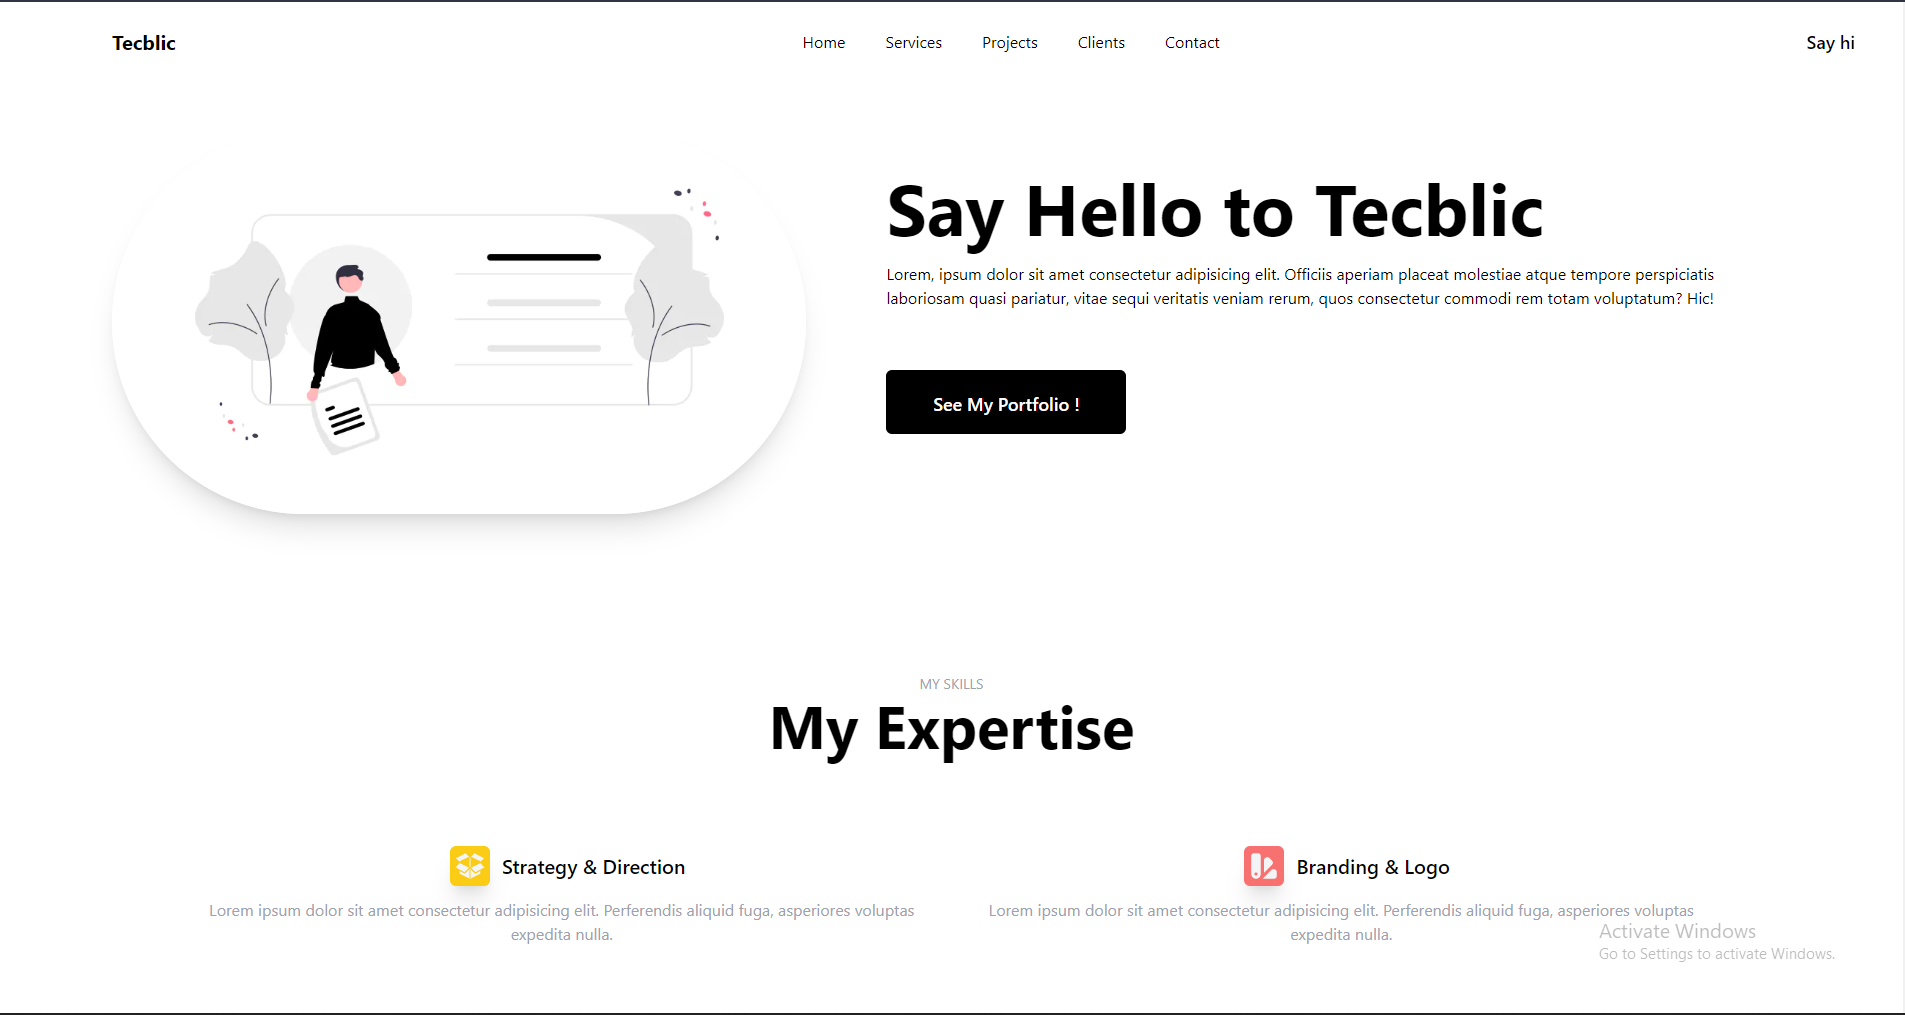 Tecblic
Home Services Projects Clients Contact
Say hi
Say Hello to Tecblic
Lorem, ipsum dolor sit amet consectetur adipisicing elit. Officiis aperiam placeat molestiae atque tempore perspiciatis
laboriosam quasi pariatur, vitae sequi veritatis veniam rerum, quos consectetur commodi rem totam voluptatum? Hic!
See My Portfolio !
MY SKILLS
My Expertise
Strategy & Direction
Lorem ipsum dolor sit amet consectetur adipisicing elit. Perferendis aliquid fuga, asperiores voluptas
expedita nulla.
Branding & Logo
Lorem ipsum dolor sit amet consectetur adipisicing elit. Perferendis aliquid fuga, asperiores voluptas
expedita nulla.
Activate Windows
Go to Settings to activate Windows.